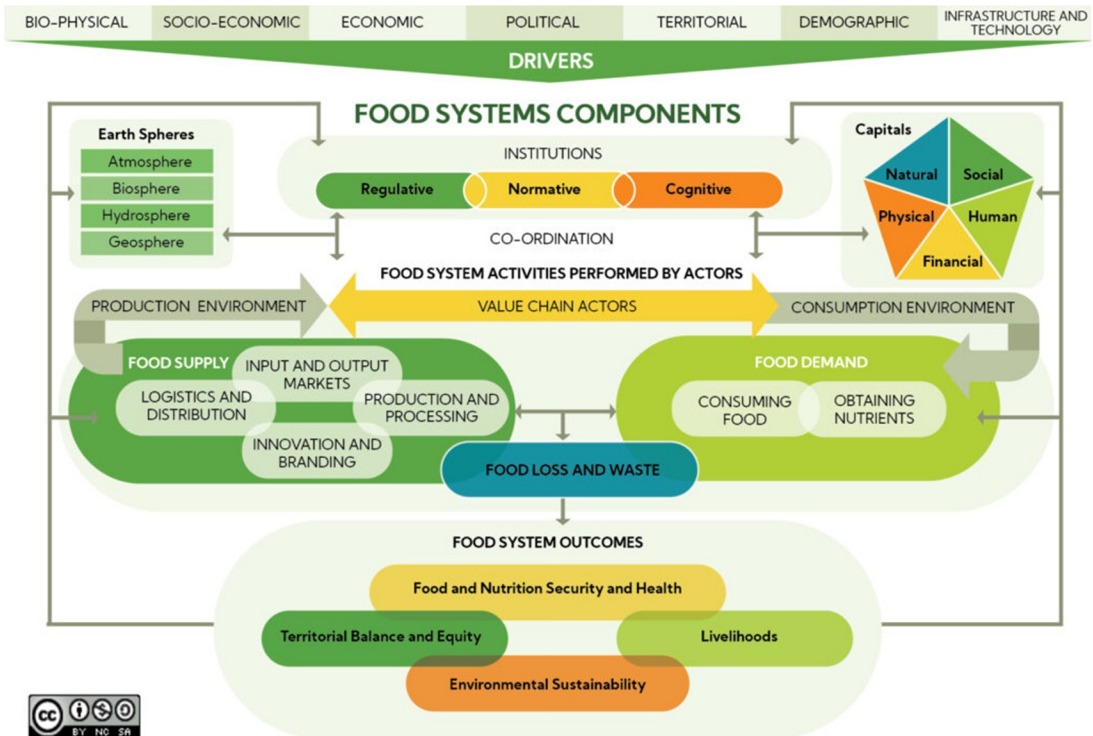 BIO-PHYSICAL
SOCIO-ECONOMIC
ECONOMIC
POLITICAL
TERRITORIAL
DEMOGRAPHIC
INFRASTRUCTURE AND
TECHNOLOGY
DRIVERS
FOOD SYSTEMS COMPONENTS
Earth Spheres
Atmosphere
Biosphere
Hydrosphere
Geosphere
INSTITUTIONS
Regulative
Normative
Cognitive
CO-ORDINATION
Capitals
Natural
Social
Physical
Human
Financial
FOOD SYSTEM ACTIVITIES PERFORMED BY ACTORS
PRODUCTION ENVIRONMENT
VALUE CHAIN ACTORS
CONSUMPTION ENVIRONMENT
FOOD SUPPLY
INPUT AND OUTPUT
MARKETS
LOGISTICS AND
DISTRIBUTION
PRODUCTION AND
PROCESSING
INNOVATION AND
BRANDING
FOOD DEMAND
CONSUMING
FOOD
OBTAINING
NUTRIENTS
FOOD LOSS AND WASTE
FOOD SYSTEM OUTCOMES
Food and Nutrition Security and Health
Territorial Balance and Equity
Livelihoods
Environmental Sustainability
cc
BY NC SA